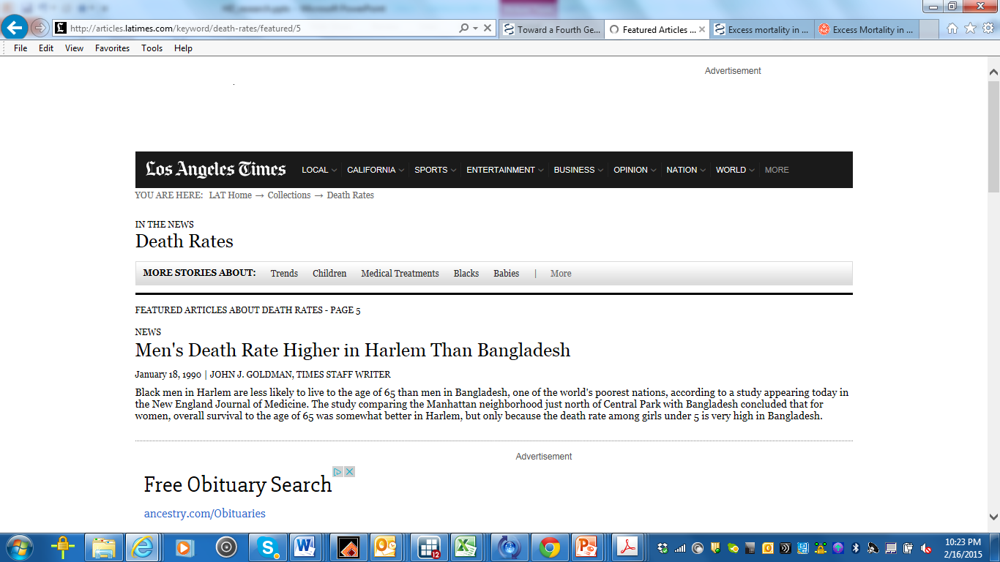 http://articles.latimes.com/keyword/death-rates/featured/5
Toward a Fourth Ge...
Featured Articles ...
Excess mortality in ...
Excess Mortality in ...
File Edit View Favorites Tools Help
Advertisement
Los Angeles Times LOCAL CALIFORNIA SPORTS ENTERTAINMENT BUSINESS OPINION NATION WORLD MORE
YOU ARE HERE: LAT Home → Collections → Death Rates
IN THE NEWS
Death Rates
MORE STORIES ABOUT: Trends Children Medical Treatments Blacks Babies | More
FEATURED ARTICLES ABOUT DEATH RATES - PAGE 5
NEWS
Men's Death Rate Higher in Harlem Than Bangladesh
January 18, 1990 | JOHN J. GOLDMAN, TIMES STAFF WRITER
Black men in Harlem are less likely to live to the age of 65 than men in Bangladesh, one of the world's poorest nations, according to a study appearing today in
the New England Journal of Medicine. The study comparing the Manhattan neighborhood just north of Central Park with Bangladesh concluded that for
women, overall survival to the age of 65 was somewhat better in Harlem, but only because the death rate among girls under 5 is very high in Bangladesh.
Advertisement
Free Obituary Search
ancestry.com/Obituaries
12
10:23 PM
2/16/2015